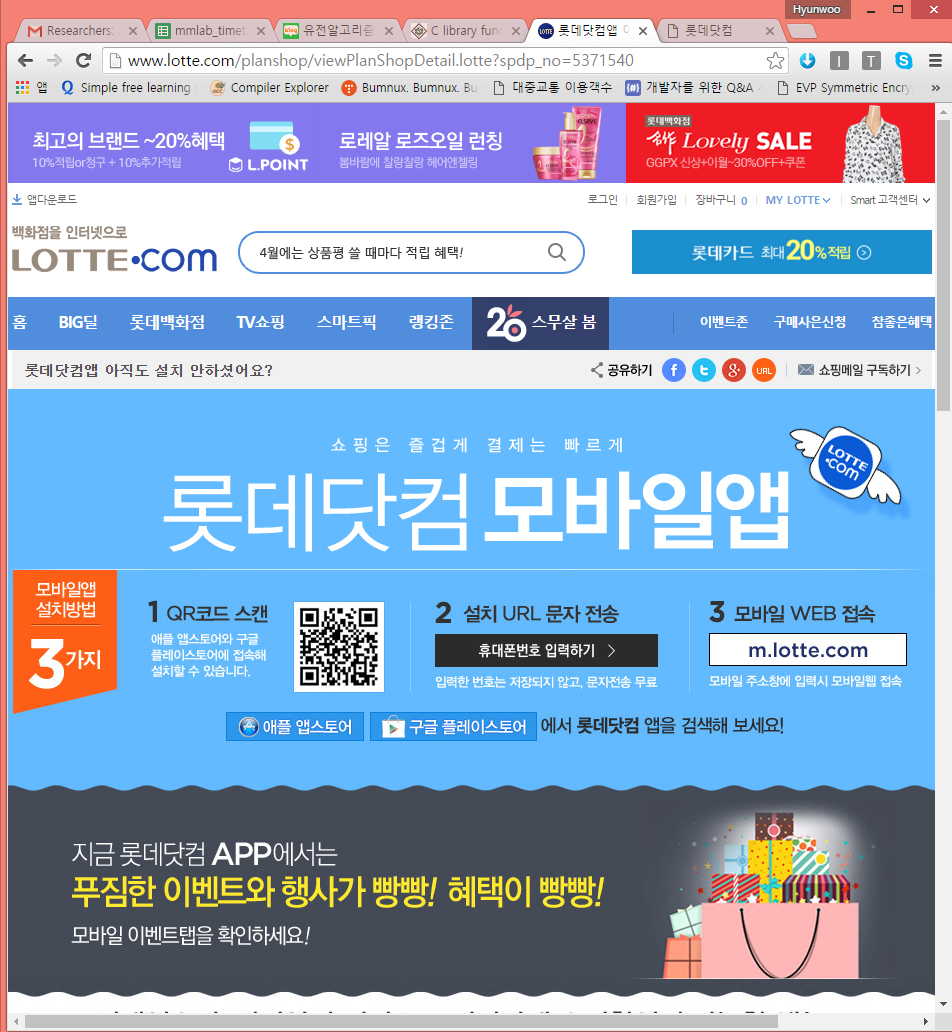 Hyunwoo
Researchers:
mmlab_timeta
유전알고리즘
C library func
롯데닷컴앱
롯데닷컴
www.lotte.com/planshop/viewPlanShopDetail.lotte?spdp_no=5371540
앱
Simple free learning
Compiler Explorer
Bumnux. Bumnux. Bu
대중교통 이용객수
개발자를 위한 Q&A
EVP Symmetric Encry
»
최고의 브랜드 ~20%혜택
10%적립or청구 + 10%추가적립
L.POINT
로레알 로즈오일 런칭
봄바람에 찰랑찰랑 헤어엔젤링
ELSEVE
롯데백화점
Lovely SALE
GGPX 신상+이월~30%OFF+쿠폰
앱다운로드
로그인
회원가입
장바구니 0
MY LOTTE
Smart 고객센터
백화점을 인터넷으로
LOTTE.com
4월에는 상품평 쓸 때마다 적립 혜택!
롯데카드 최대20%적립
홈
BIG딜
롯데백화점
TV쇼핑
스마트픽
랭킹존
20 스무살 봄
이벤트존
구매사은신청
참좋은혜택
롯데닷컴앱 아직도 설치 안하셨어요?
공유하기
f
g+
URL
쇼핑메일 구독하기 >
쇼핑은 즐겁게 결제는 빠르게
롯데닷컴 모바일앱
LOTTE
.com
모바일앱
설치방법
3가지
1 QR코드 스캔
애플 앱스토어와 구글
플레이스토어에 접속해
설치할 수 있습니다.
2 설치 URL 문자 전송
휴대폰번호 입력하기 >
입력한 번호는 저장되지 않고, 문자전송 무료
3 모바일 WEB 접속
m.lotte.com
모바일 주소창에 입력시 모바일웹 접속
애플 앱스토어
구글 플레이스토어
에서 롯데닷컴 앱을 검색해 보세요!
지금 롯데닷컴 APP에서는
푸짐한 이벤트와 행사가 빵빵! 혜택이 빵빵!
모바일 이벤트탭을 확인하세요!